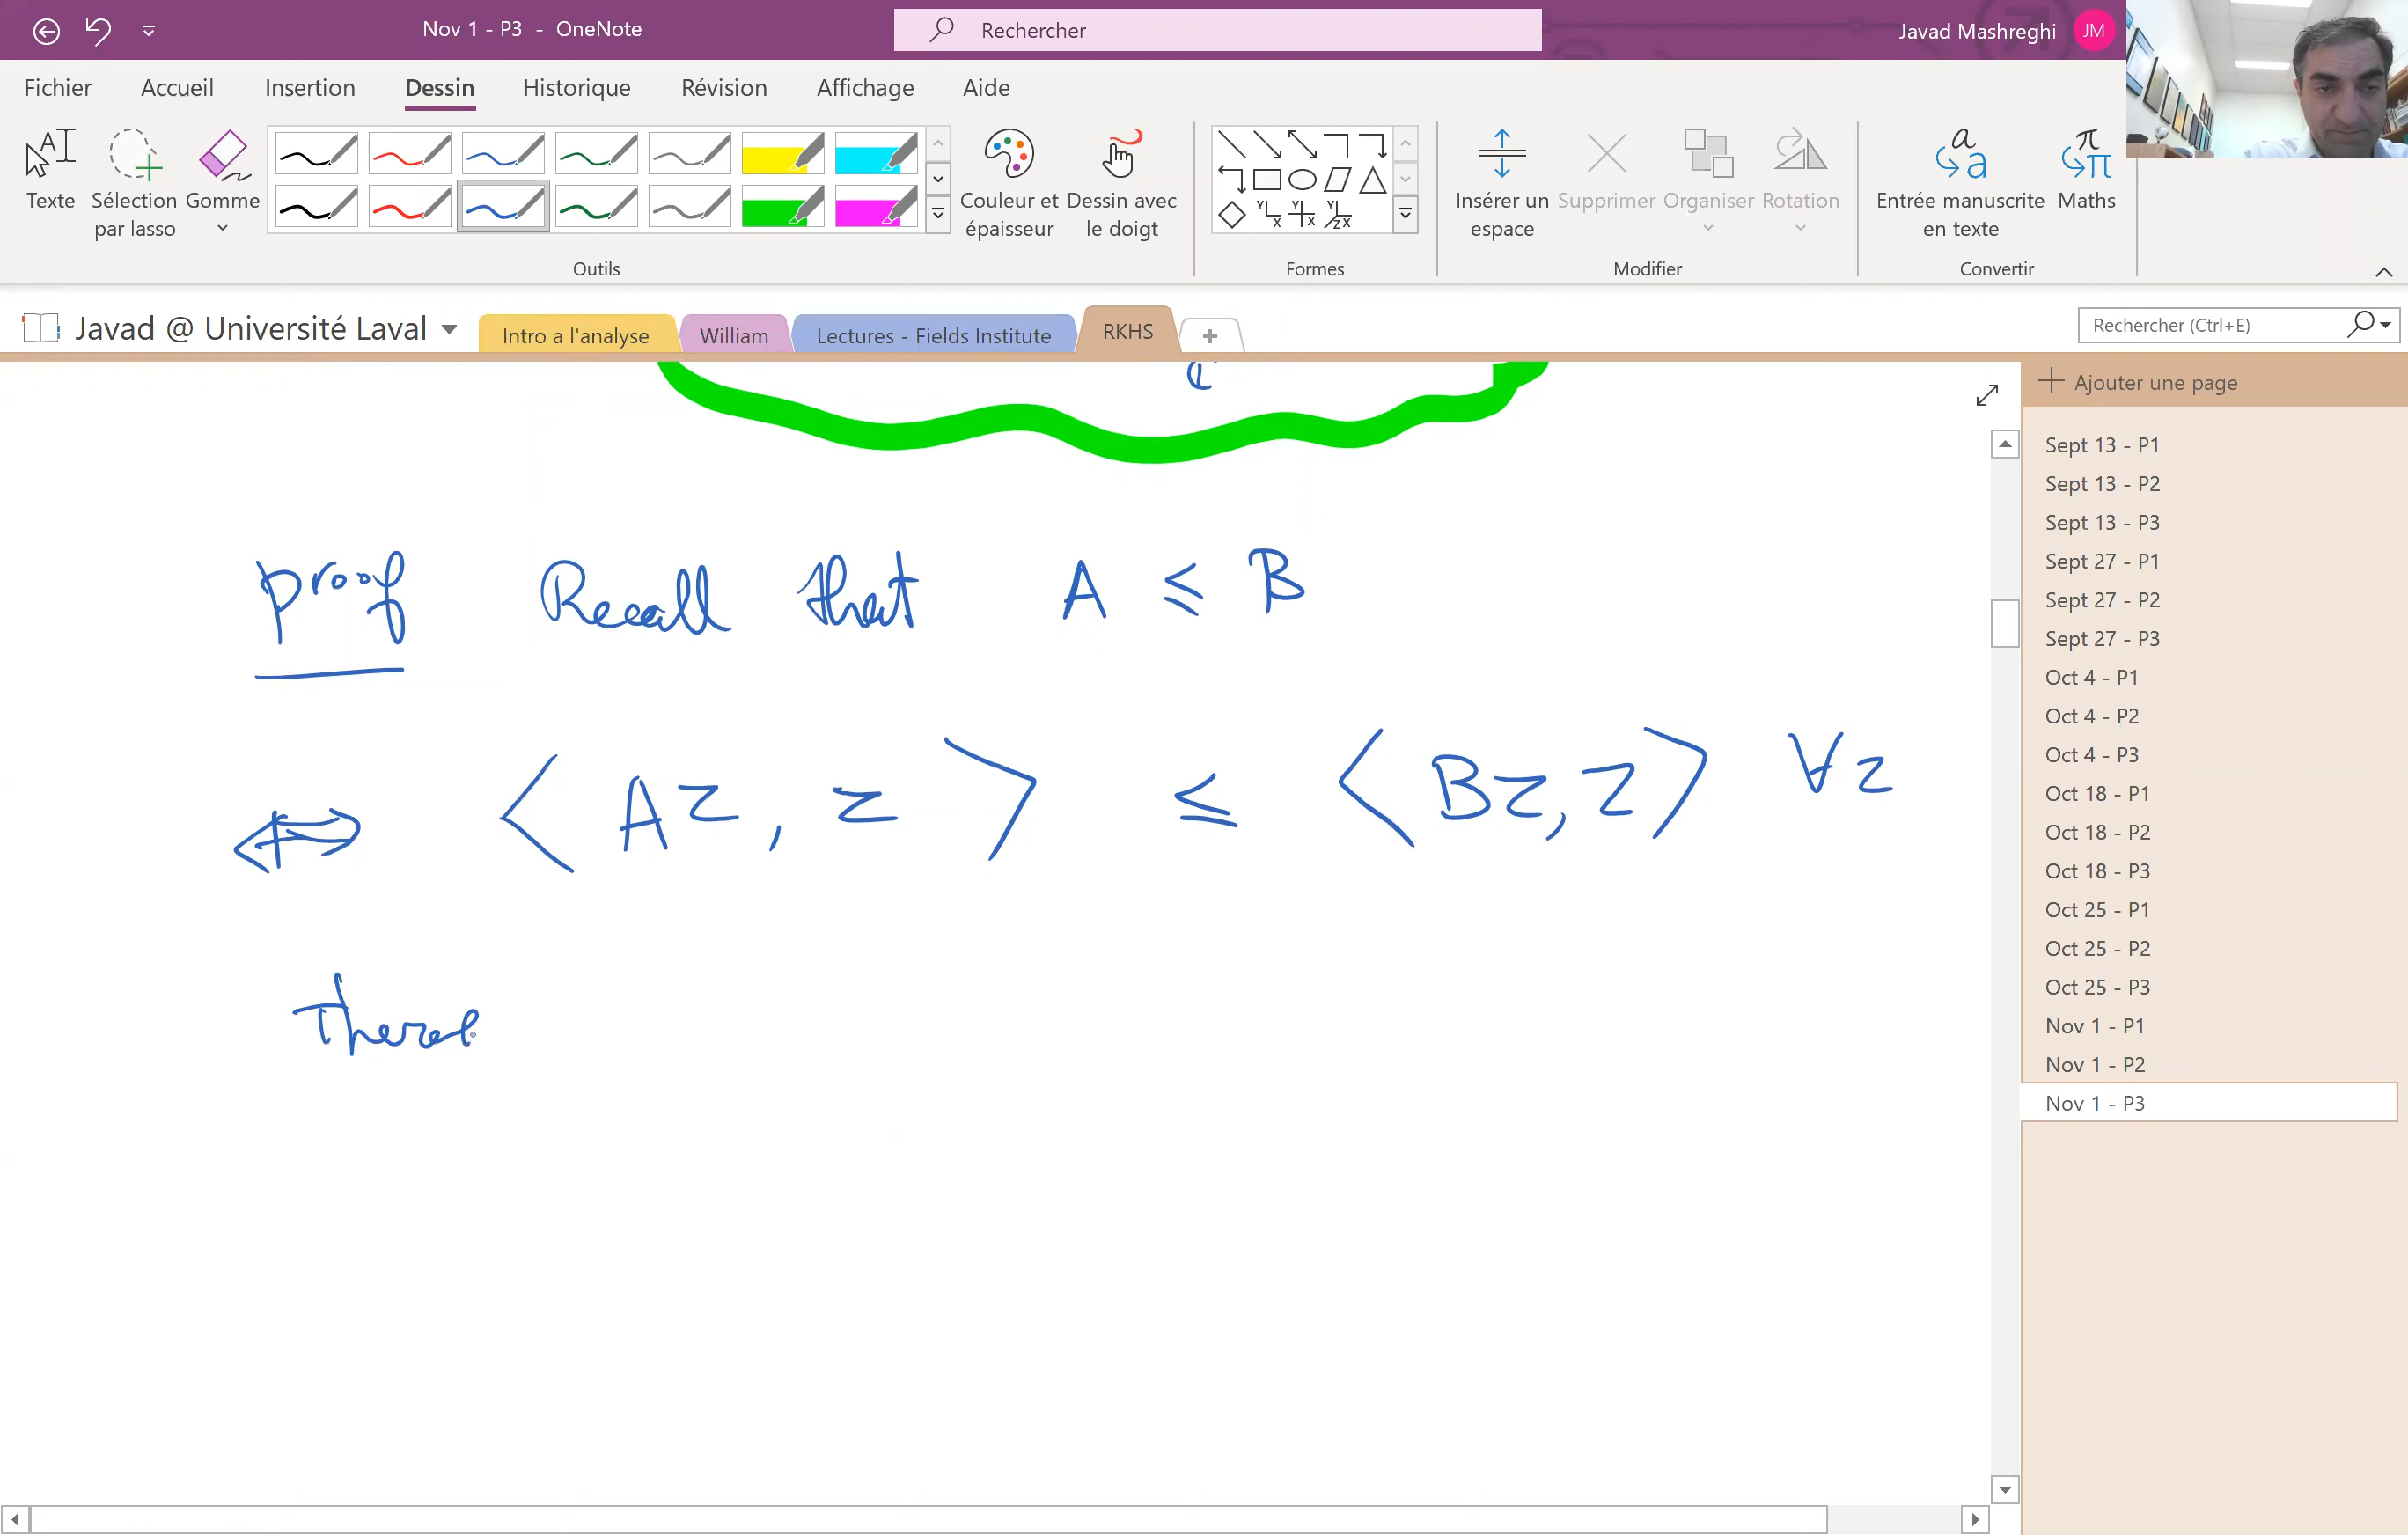 Nov 1 - P3 - OneNote
Rechercher
Javad Mashreghi
JM
Fichier Accueil Insertion Dessin Historique Révision Affichage Aide
Texte
Sélection par lasso
Gomme
Couleur et épaisseur
Dessin avec le doigt
Insérer un espace
Supprimer
Organiser
Rotation
Entrée manuscrite en texte
Maths
Outils
Formes
Modifier
Convertir
Javad @ Université Laval
Intro a l'analyse
William
Lectures - Fields Institute
RKHS
Rechercher (Ctrl+E)
Ajouter une page
Sept 13 - P1
Sept 13 - P2
Sept 13 - P3
Sept 27 - P1
Sept 27 - P2
Sept 27 - P3
Oct 4 - P1
Oct 4 - P2
Oct 4 - P3
Oct 18 - P1
Oct 18 - P2
Oct 18 - P3
Oct 25 - P1
Oct 25 - P2
Oct 25 - P3
Nov 1 - P1
Nov 1 - P2
Nov 1 - P3
proof Recall that A ≤ B
⟺ ⟨ Az , z ⟩ ≤ ⟨ Bz, z ⟩ ∀z